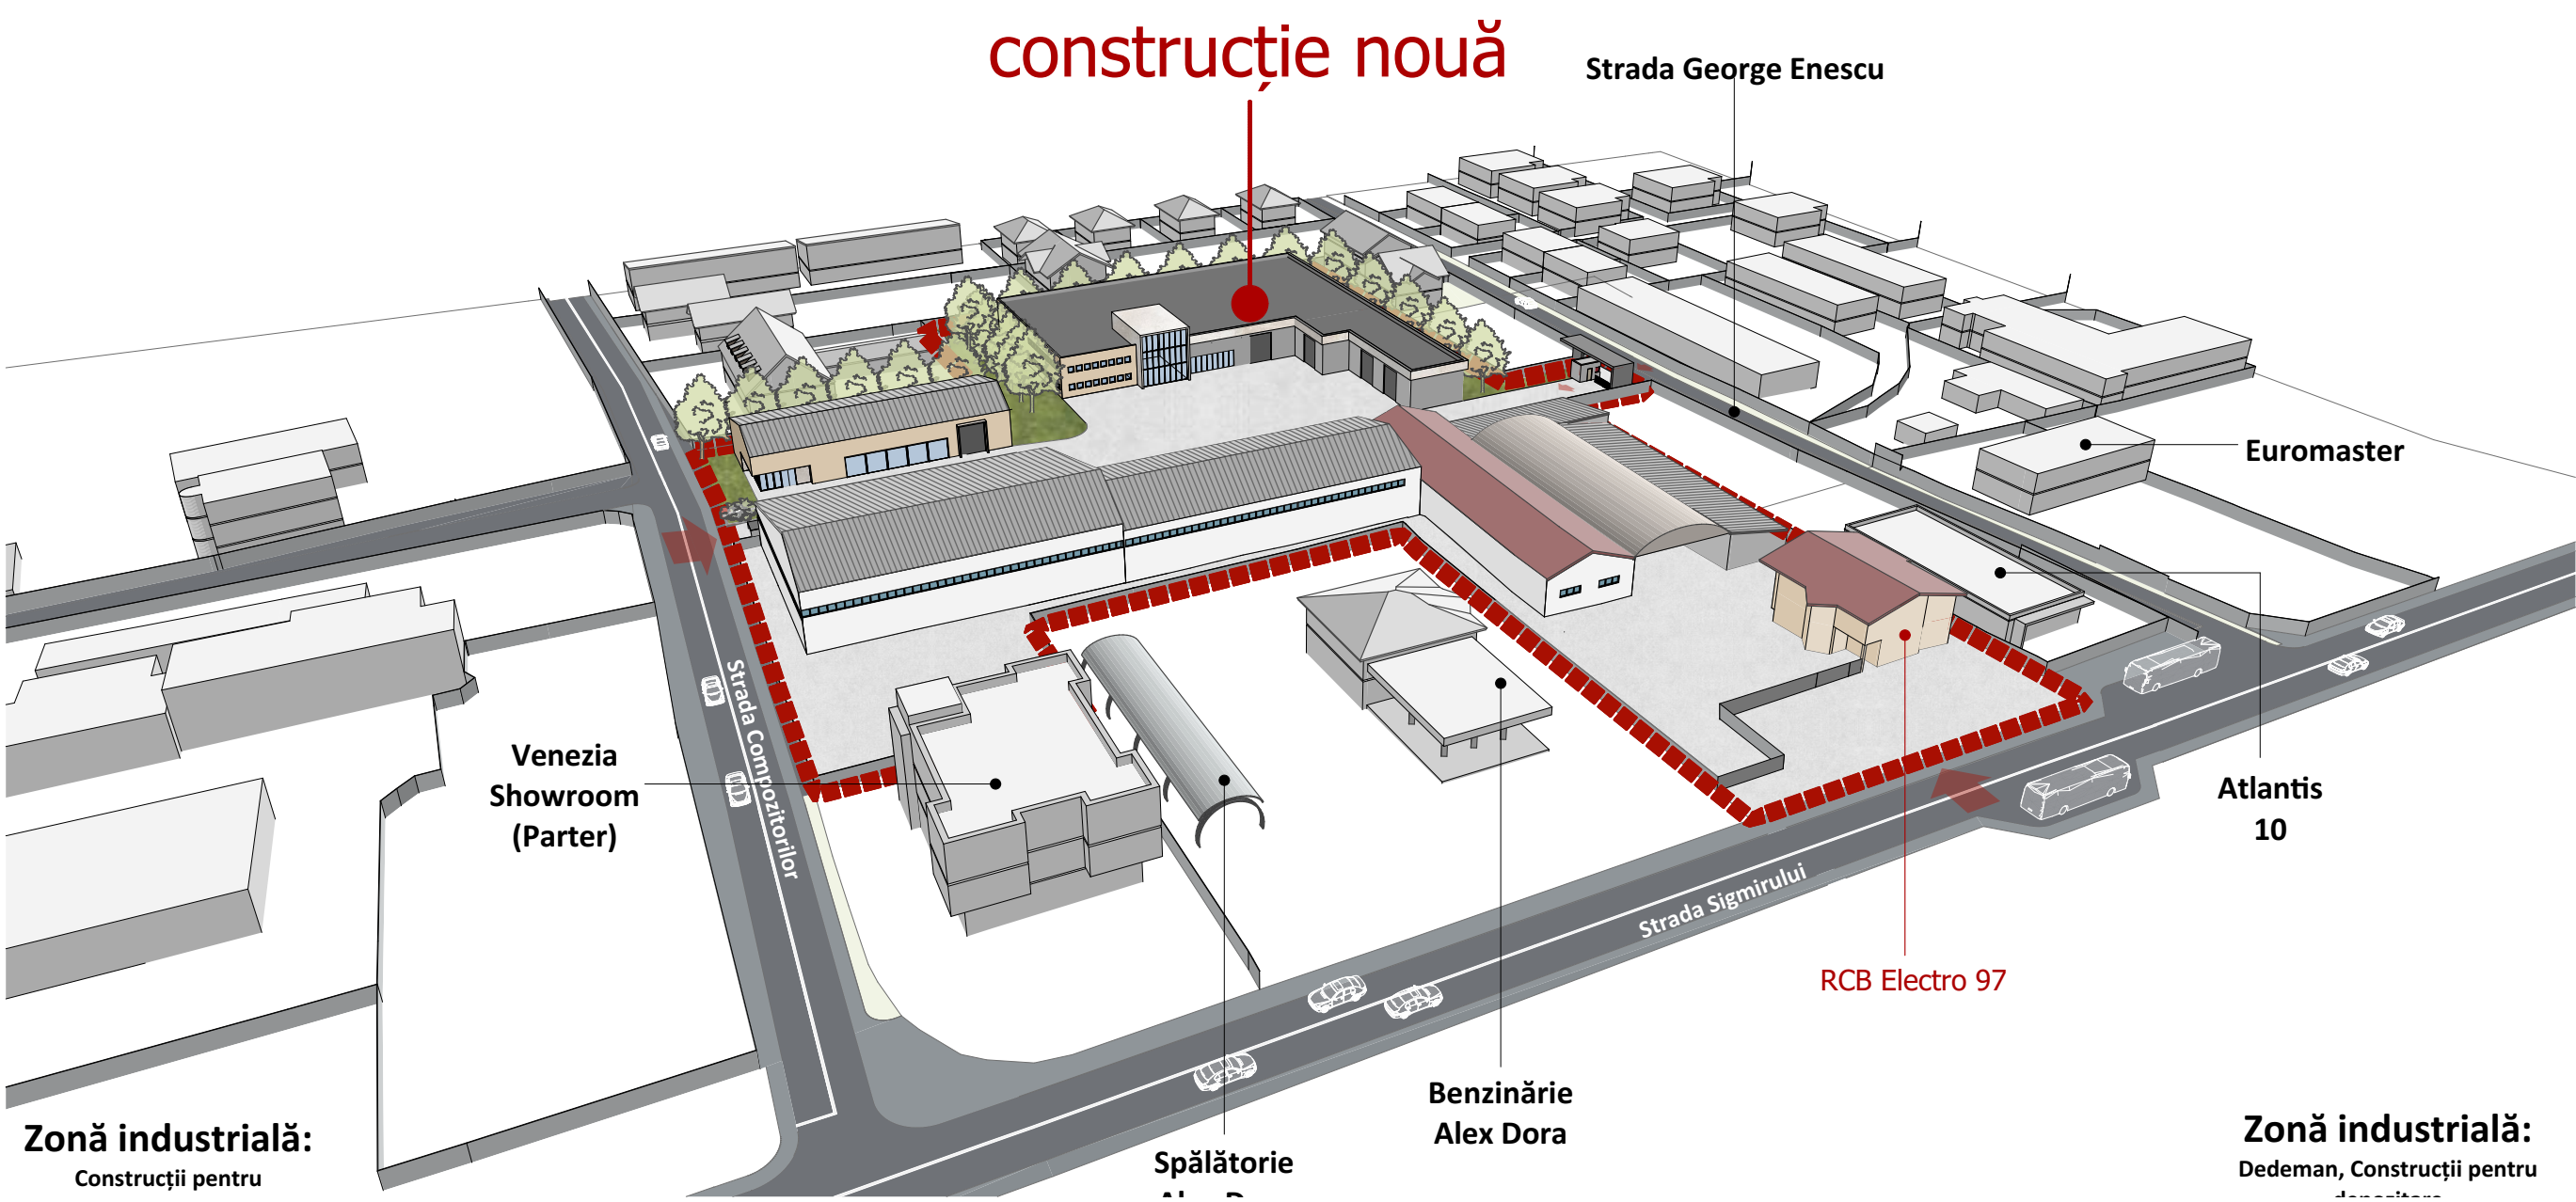 construcție nouă
Strada George Enescu
Euromaster
Strada Compozitorilor
Venezia
Showroom
(Parter)
Atlantis
10
Strada Sigmirului
RCB Electro 97
Benzinărie
Alex Dora
Spălătorie
Zonă industrială:
Construcții pentru
Zonă industrială:
Dedeman, Construcții pentru